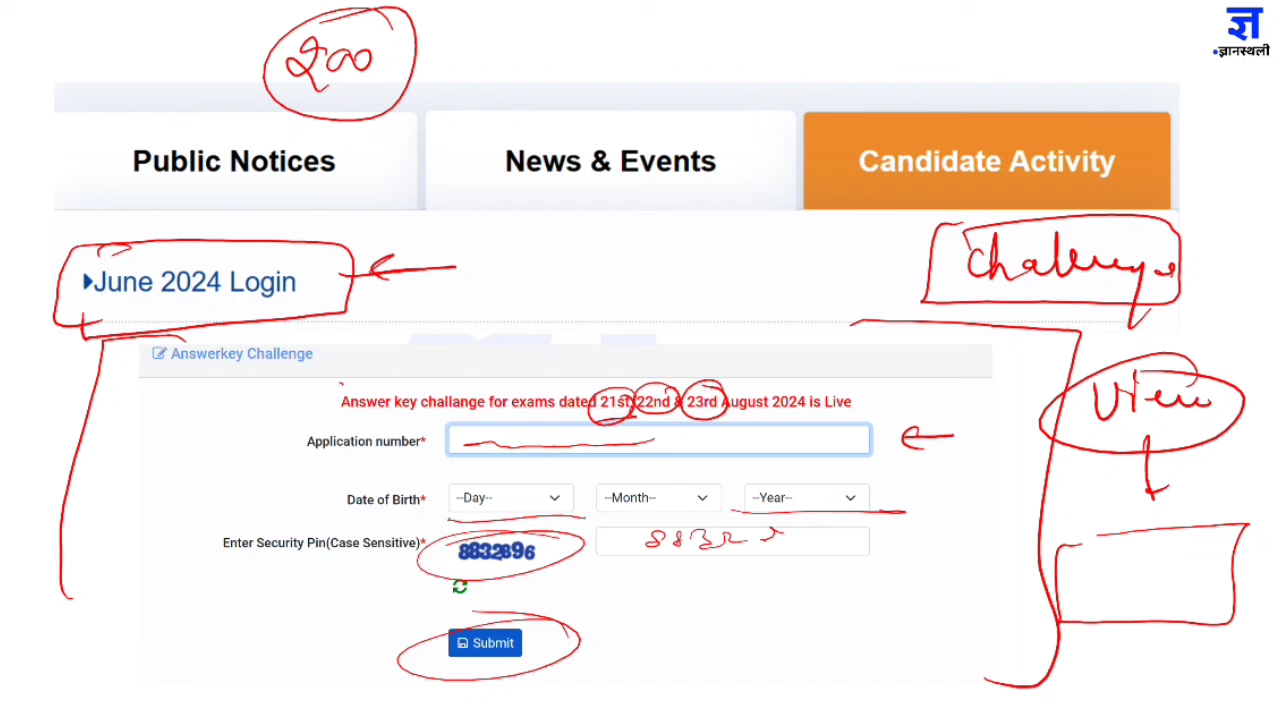 ज्ञ
ज्ञानस्थली
२००
Public Notices News & Events Candidate Activity
June 2024 Login
Challenge
Answerkey Challenge
Answer key challange for exams dated 21st, 22nd & 23rd August 2024 is Live
View
Application number*
Date of Birth* --Day-- --Month-- --Year--
Enter Security Pin(Case Sensitive)* 8832896 8832
Submit